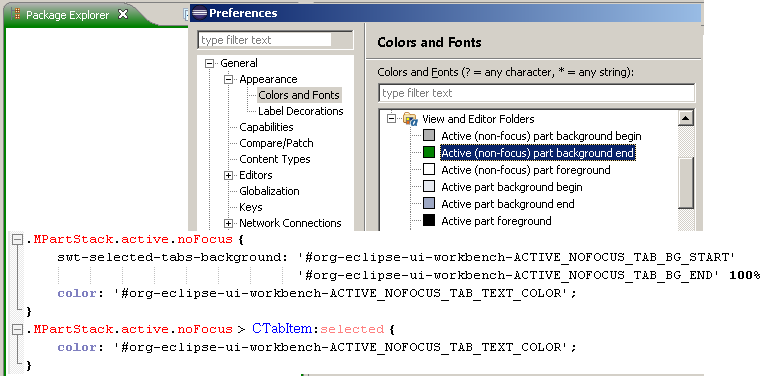 Package Explorer
Preferences
type filter text
General
Appearance
Colors and Fonts
Label Decorations
Capabilities
Compare/Patch
Content Types
Editors
Globalization
Keys
Network Connections
Colors and Fonts
Colors and Fonts (? = any character, * = any string):
type filter text
View and Editor Folders
Active (non-focus) part background begin
Active (non-focus) part background end
Active (non-focus) part foreground
Active part background begin
Active part background end
Active part foreground
.MPartStack.active.noFocus {
swt-selected-tabs-background: '#org-eclipse-ui-workbench-ACTIVE_NOFOCUS_TAB_BG_START'
'#org-eclipse-ui-workbench-ACTIVE_NOFOCUS_TAB_BG_END' 100%
color: '#org-eclipse-ui-workbench-ACTIVE_NOFOCUS_TAB_TEXT_COLOR';
}
.MPartStack.active.noFocus > CTabItem:selected {
color: '#org-eclipse-ui-workbench-ACTIVE_NOFOCUS_TAB_TEXT_COLOR';
}